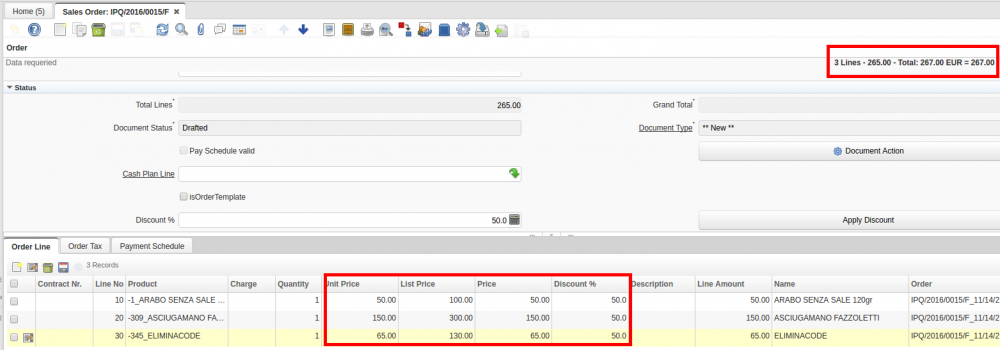 Home (5)
Sales Order: IPQ/2016/0015/F
Order
Data requeried
3 Lines - 265.00 - Total: 267.00 EUR = 267.00
Status
Total Lines* 265.00 Grand Total*
Document Status* Drafted Document Type* ** New **
Pay Schedule valid Document Action
Cash Plan Line
isOrderTemplate
Discount % 50.0 Apply Discount
Order Line Order Tax Payment Schedule
3 Records
Contract Nr. Line No Product Charge Quantity Unit Price List Price Price Discount % Description Line Amount Name Order
10 -1_ARABO SENZA SALE ... 1 50.00 100.00 50.00 50.0 50.00 ARABO SENZA SALE 120gr IPQ/2016/0015/F_11/14/2
20 -309_ASCIUGAMANO FA... 1 150.00 300.00 150.00 50.0 150.00 ASCIUGAMANO FAZZOLETTI IPQ/2016/0015/F_11/14/2
30 -345_ELIMINACODE 1 65.00 130.00 65.00 50.0 65.00 ELIMINACODE IPQ/2016/0015/F_11/14/2